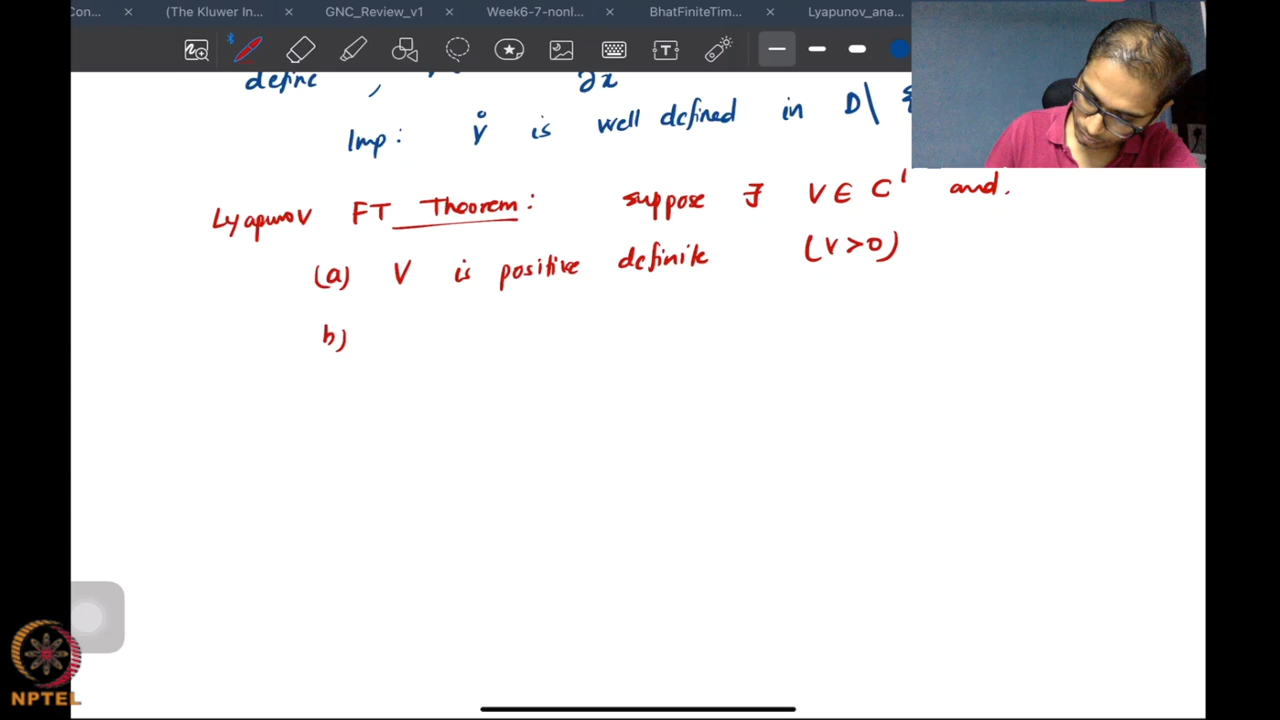 Con...
(The Kluwer In...
GNC_Review_v1
Week6-7-nonl...
BhatFiniteTim...
Lyapunov_ana...
define , ∂x
Imp: V̇ is well defined in D\ {
Lyapunov FT Theorem: suppose ∃ V ∈ C¹ and.
(a) V is positive definite (V>0)
b)
NPTEL